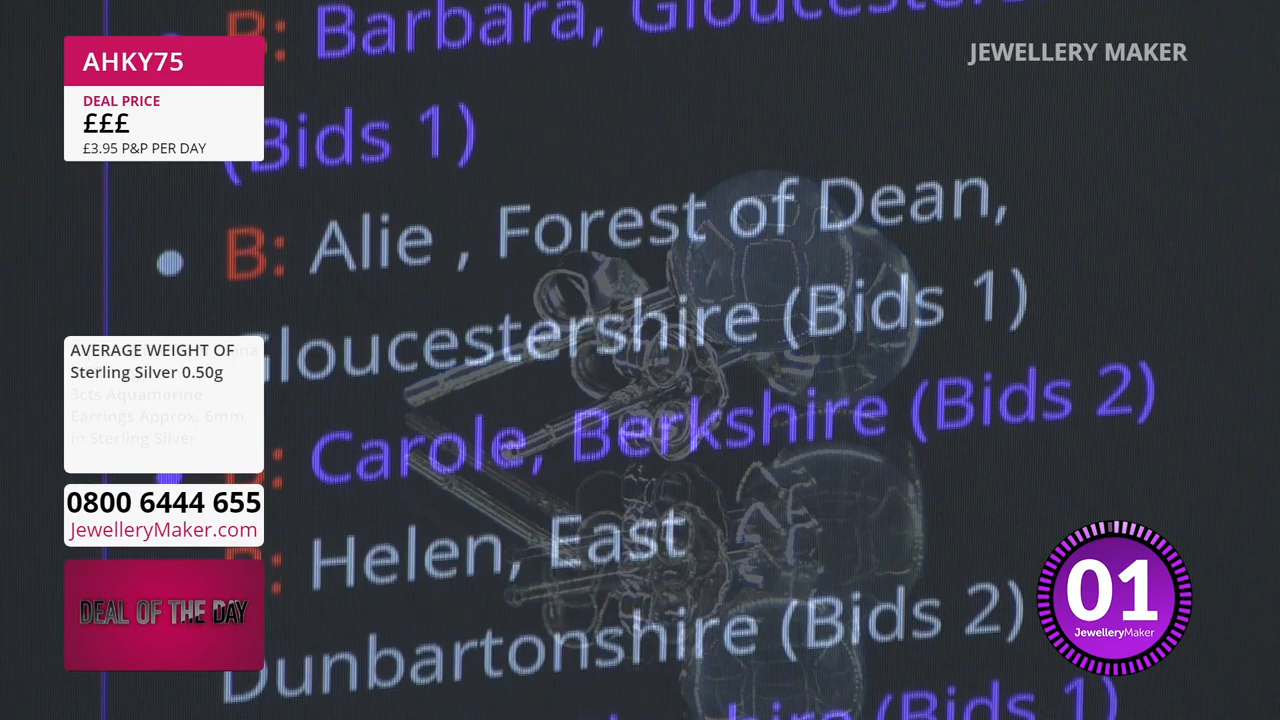 B: Barbara, Gloucestershire
(Bids 1)
B: Alie , Forest of Dean,
Gloucestershire (Bids 1)
Carole, Berkshire (Bids 2)
Helen, East
Dunbartonshire (Bids 2)
(Bids 1)
AHKY75
DEAL PRICE
£££
£3.95 P&P PER DAY
JEWELLERY MAKER
AVERAGE WEIGHT OF
Sterling Silver 0.50g
3cts Aquamarine
Earrings Approx. 6mm
in Sterling Silver
0800 6444 655
JewelleryMaker.com
DEAL OF THE DAY
01
JewelleryMaker